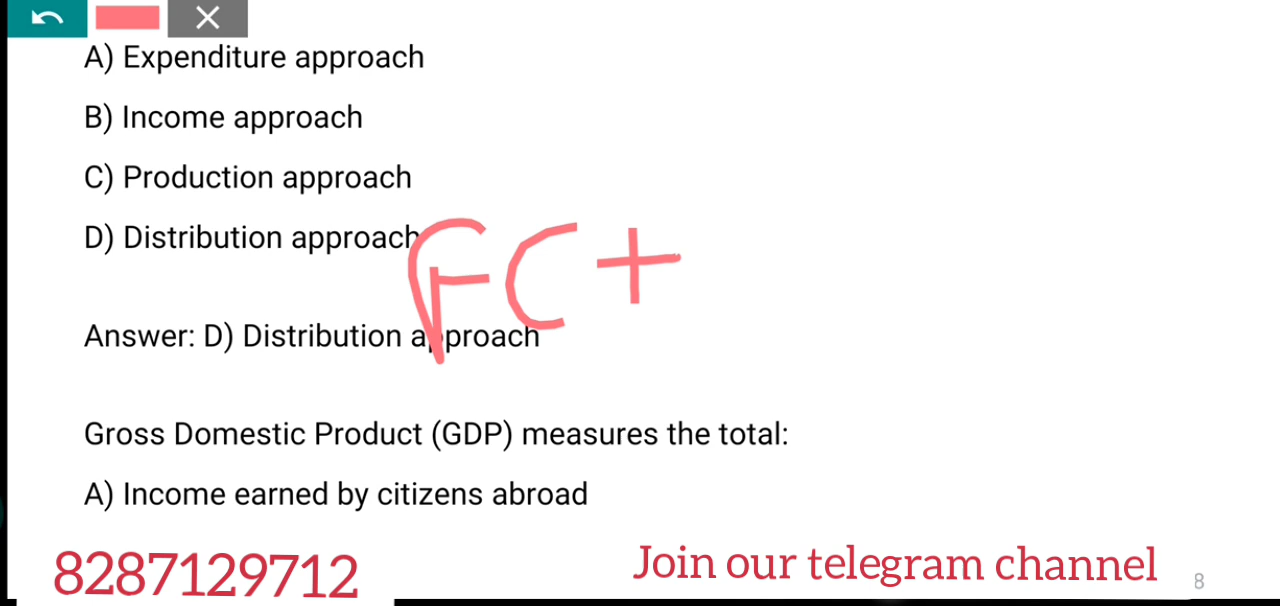 A) Expenditure approach
B) Income approach
C) Production approach
D) Distribution approach
FC+
Answer: D) Distribution approach
Gross Domestic Product (GDP) measures the total:
A) Income earned by citizens abroad
8287129712
Join our telegram channel
8